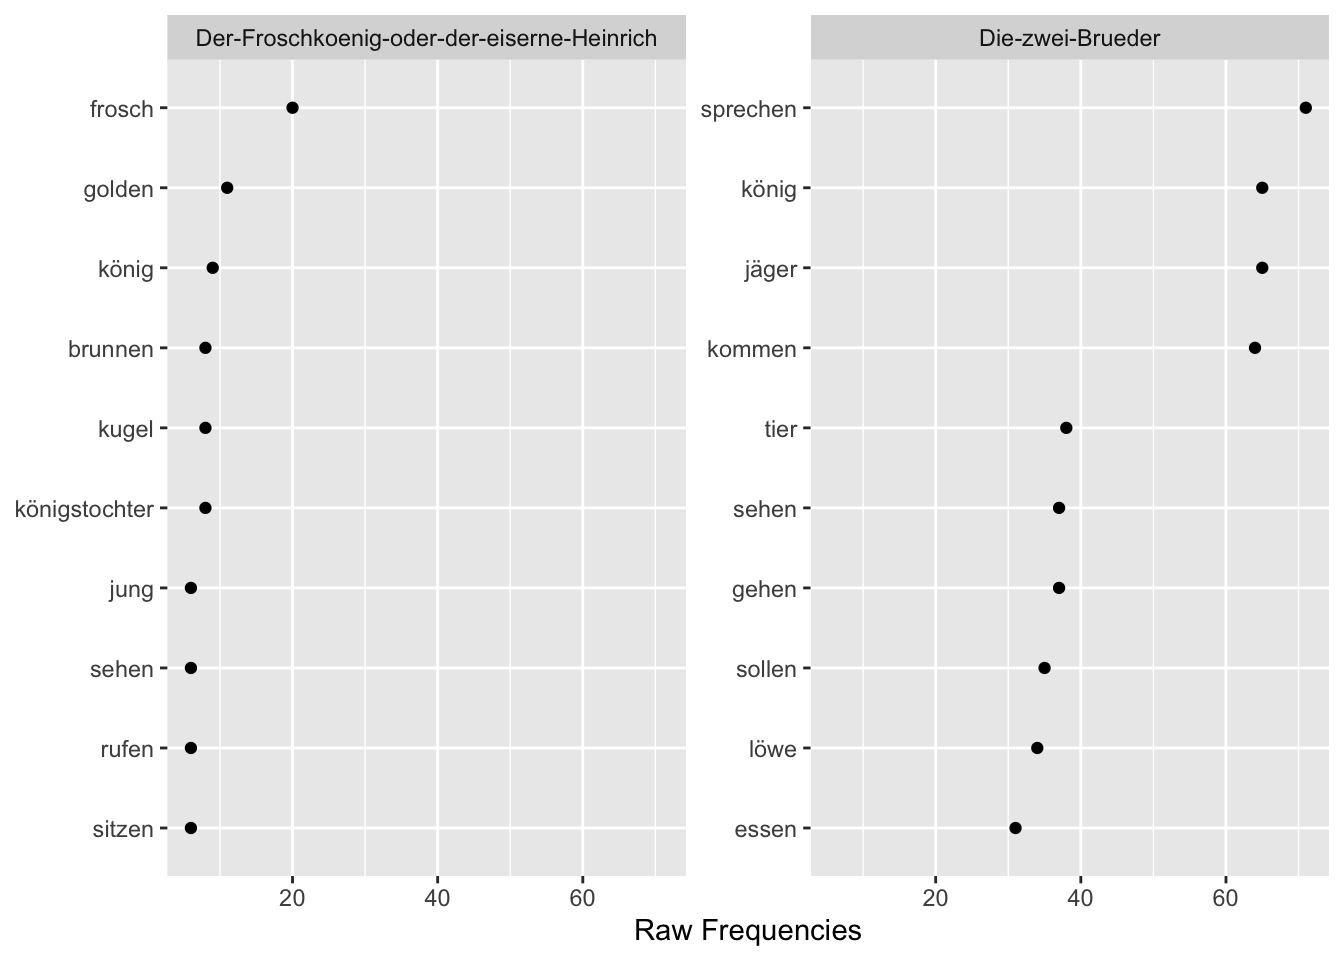 Der-Froschkoenig-oder-der-eiserne-Heinrich
frosch
golden
könig
brunnen
kugel
königstochter
jung
sehen
rufen
sitzen
20 40 60
Die-zwei-Brueder
sprechen
könig
jäger
kommen
tier
sehen
gehen
sollen
löwe
essen
20 40 60
Raw Frequencies